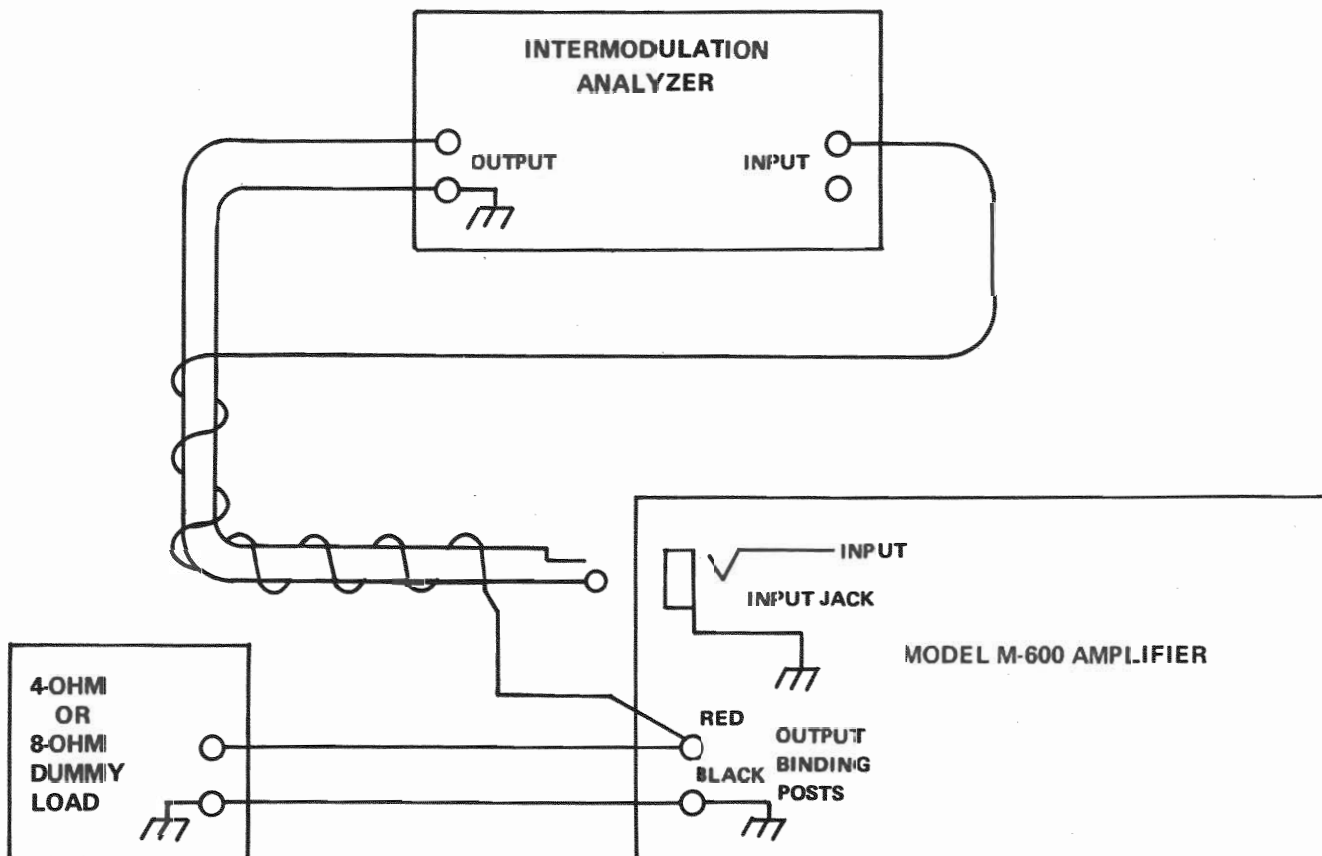 INTERMODULATION
ANALYZER
OUTPUT
INPUT
INPUT
INPUT JACK
MODEL M-600 AMPLIFIER
4-OHM
OR
8-OHM
DUMMY
LOAD
RED
BLACK
OUTPUT
BINDING
POSTS